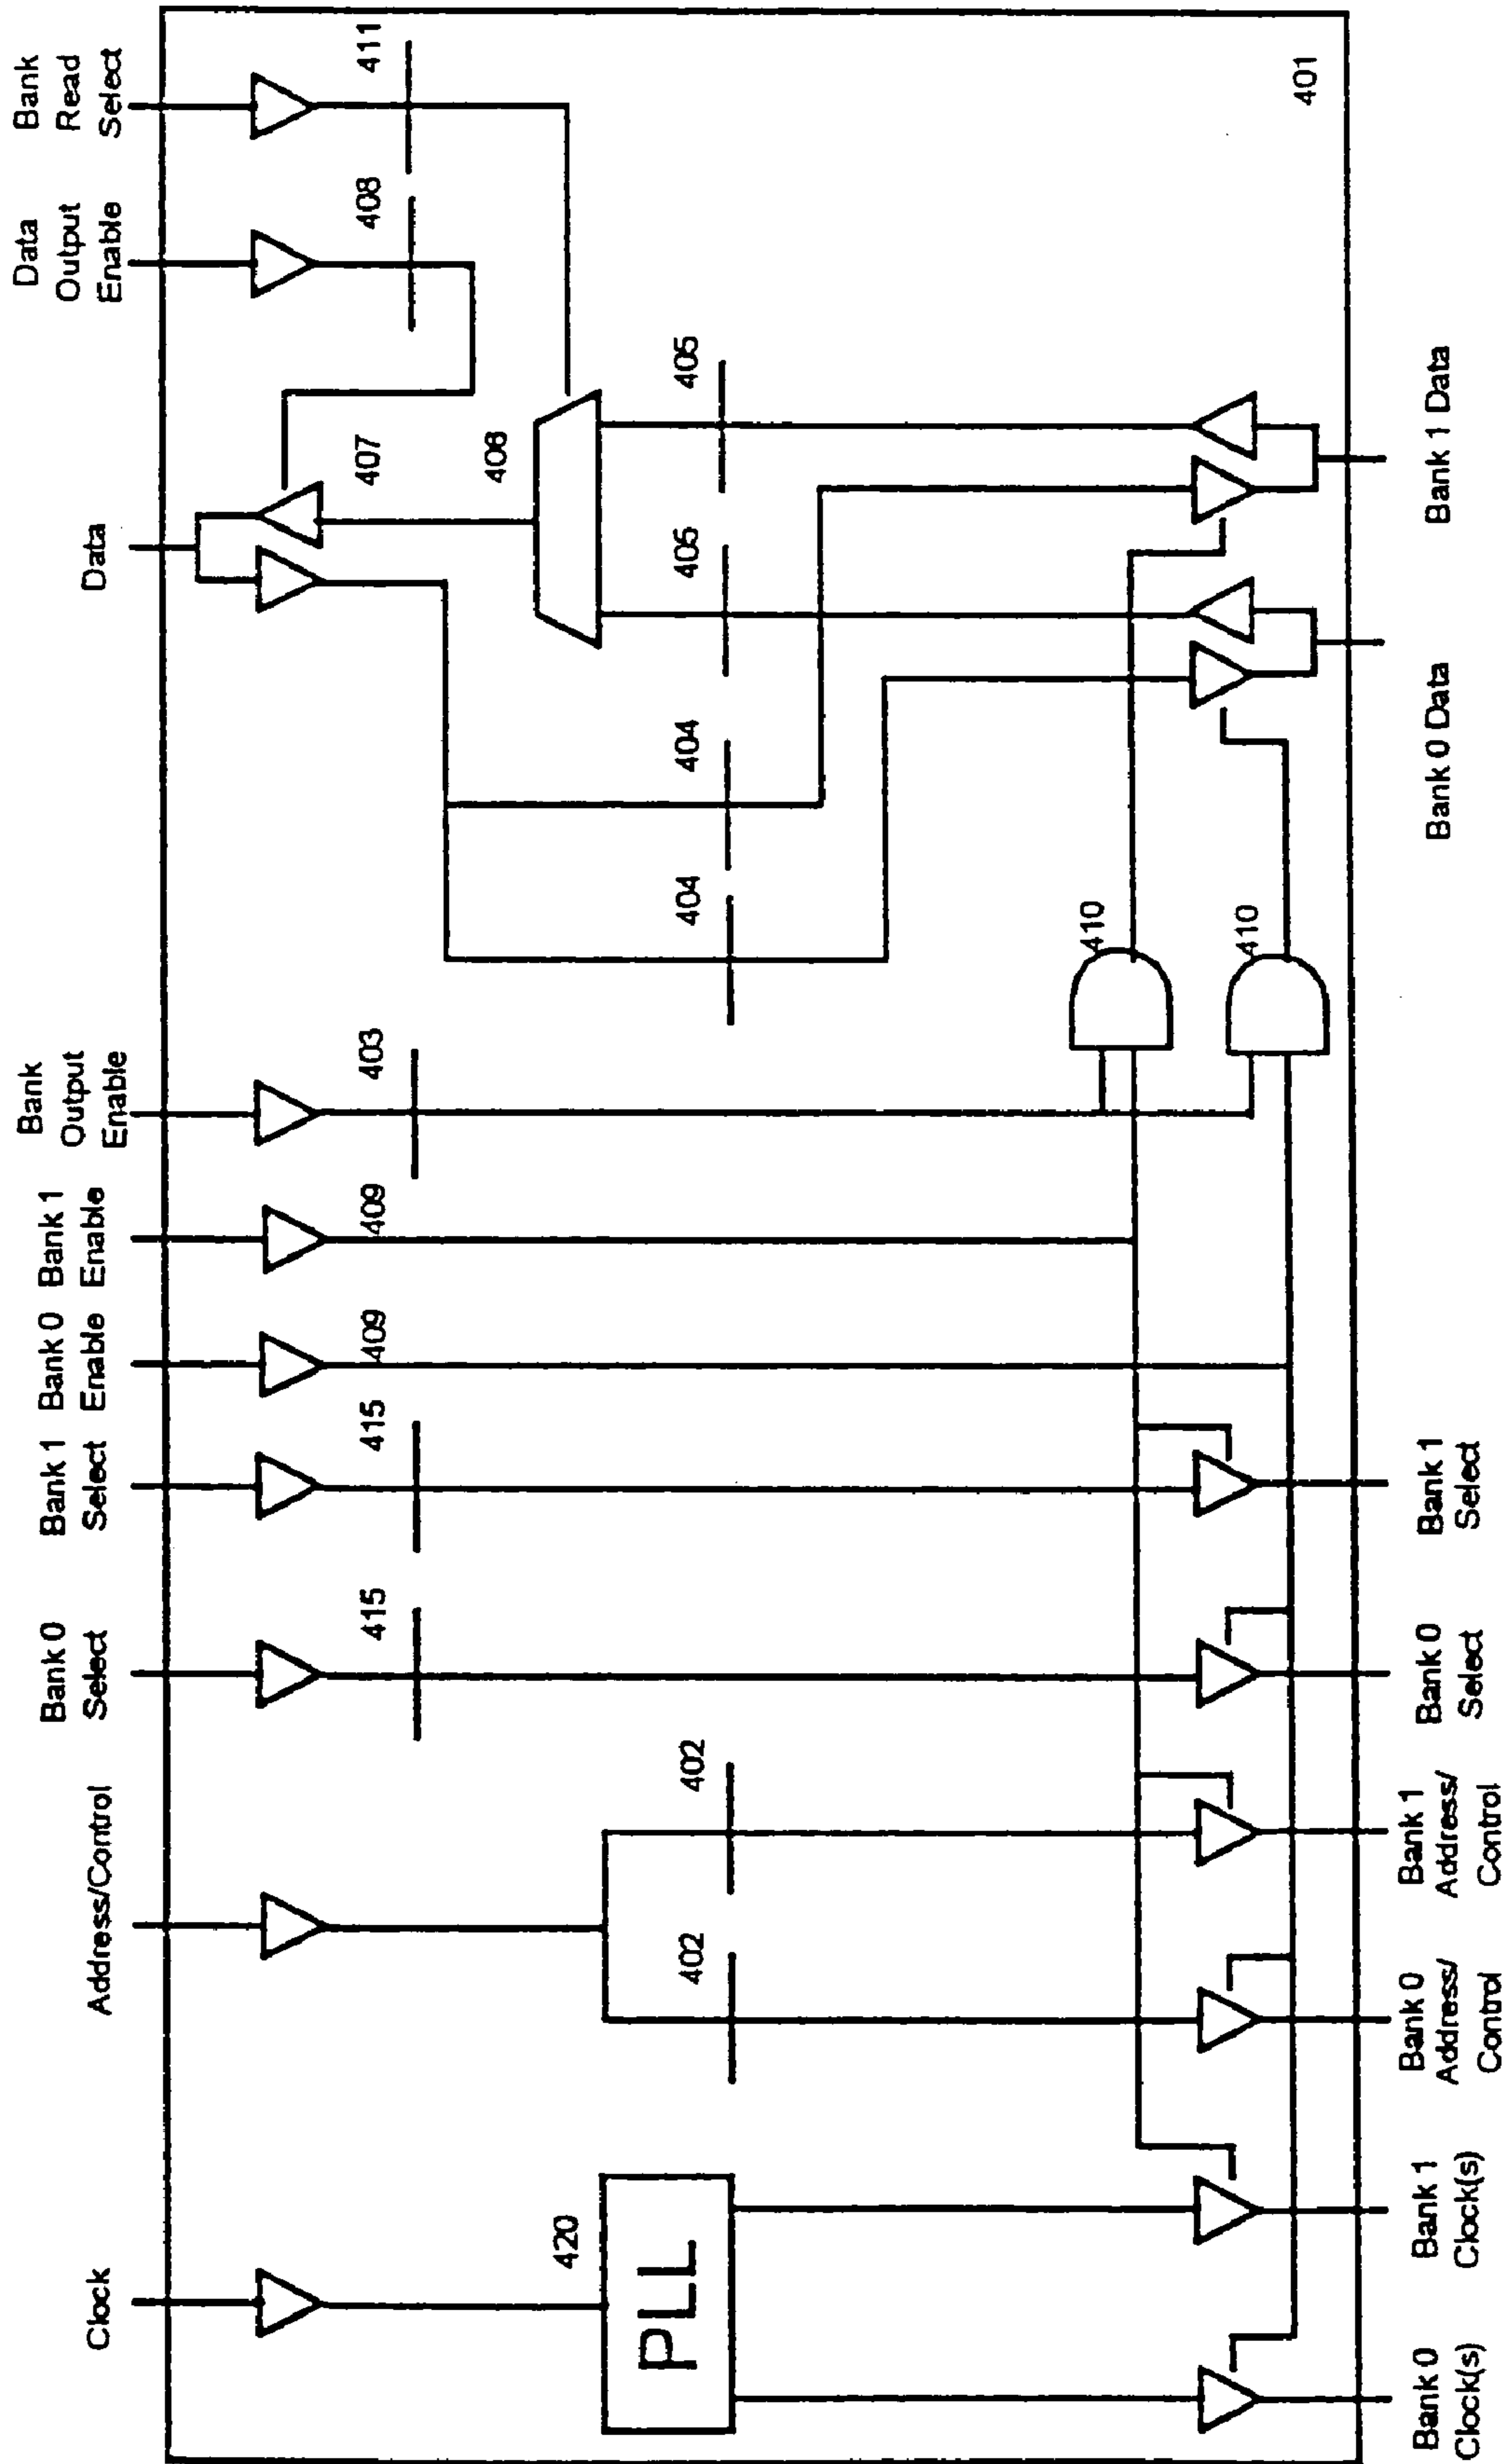 Clock
Address/Control
Bank 0
Select
Bank 1
Select
Bank 0
Enable
Bank 1
Enable
Bank
Output
Enable
Data
Data
Output
Enable
Bank
Read
Select
415
415
409
409
403
407
408
411
420
PLL
402
402
404
404
405
405
406
410
410
401
Bank 0
Clock(s)
Bank 1
Clock(s)
Bank 0
Address/
Control
Bank 1
Address/
Control
Bank 0
Select
Bank 1
Select
Bank 0 Data
Bank 1 Data